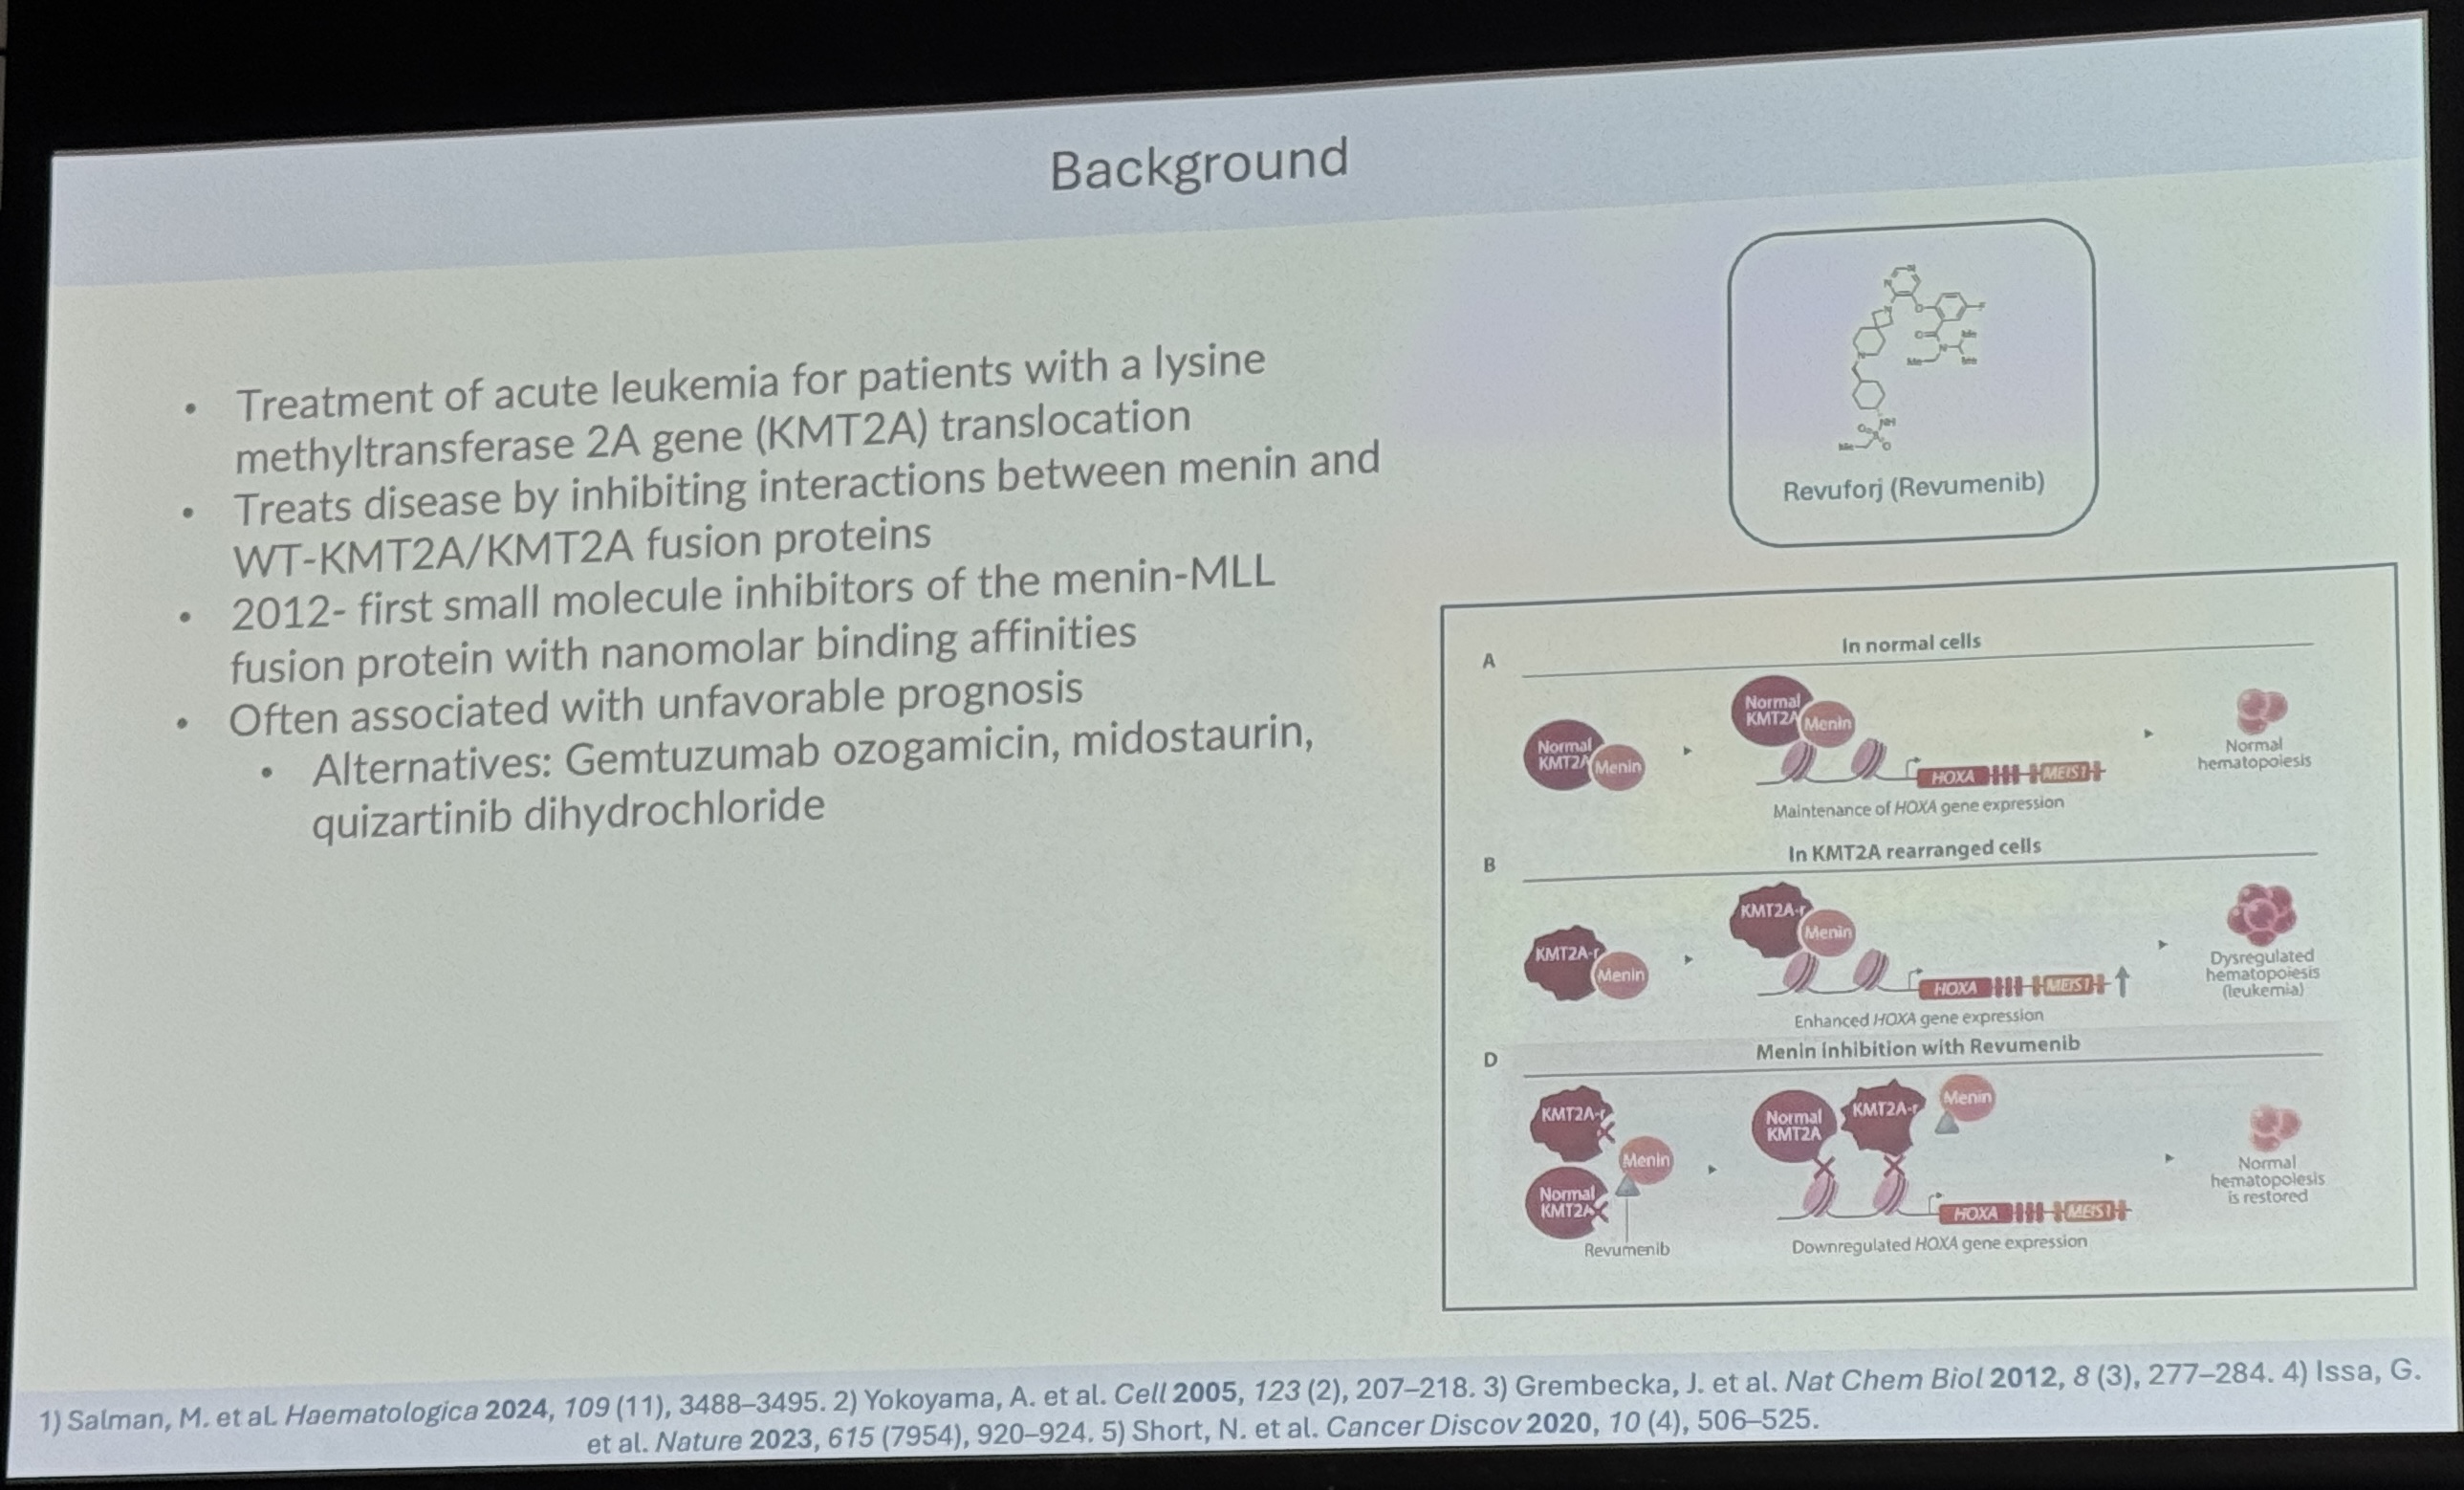 Background
• Treatment of acute leukemia for patients with a lysine
methyltransferase 2A gene (KMT2A) translocation
• Treats disease by inhibiting interactions between menin and
WT-KMT2A/KMT2A fusion proteins
• 2012- first small molecule inhibitors of the menin-MLL
fusion protein with nanomolar binding affinities
• Often associated with unfavorable prognosis
• Alternatives: Gemtuzumab ozogamicin, midostaurin,
quizartinib dihydrochloride
N
N
N
O
F
O
Me
N
Me
Me
N
NH
O
S
O
Me
Revuforj (Revumenib)
A
In normal cells
Normal
KMT2A
Menin
Normal
KMT2A
Menin
HOXA
MEIS1
Maintenance of HOXA gene expression
Normal
hematopoiesis
B
In KMT2A rearranged cells
KMT2A-r
Menin
KMT2A-r
Menin
HOXA
MEIS1
Enhanced HOXA gene expression
Dysregulated
hematopoiesis
(leukemia)
D
Menin inhibition with Revumenib
KMT2A-r
Menin
Normal
KMT2A
Revumenib
Normal
KMT2A
KMT2A-r
Menin
HOXA
MEIS1
Downregulated HOXA gene expression
Normal
hematopoiesis
is restored
1) Salman, M. et al. Haematologica 2024, 109 (11), 3488–3495. 2) Yokoyama, A. et al. Cell 2005, 123 (2), 207–218. 3) Grembecka, J. et al. Nat Chem Biol 2012, 8 (3), 277–284. 4) Issa, G.
et al. Nature 2023, 615 (7954), 920–924. 5) Short, N. et al. Cancer Discov 2020, 10 (4), 506–525.